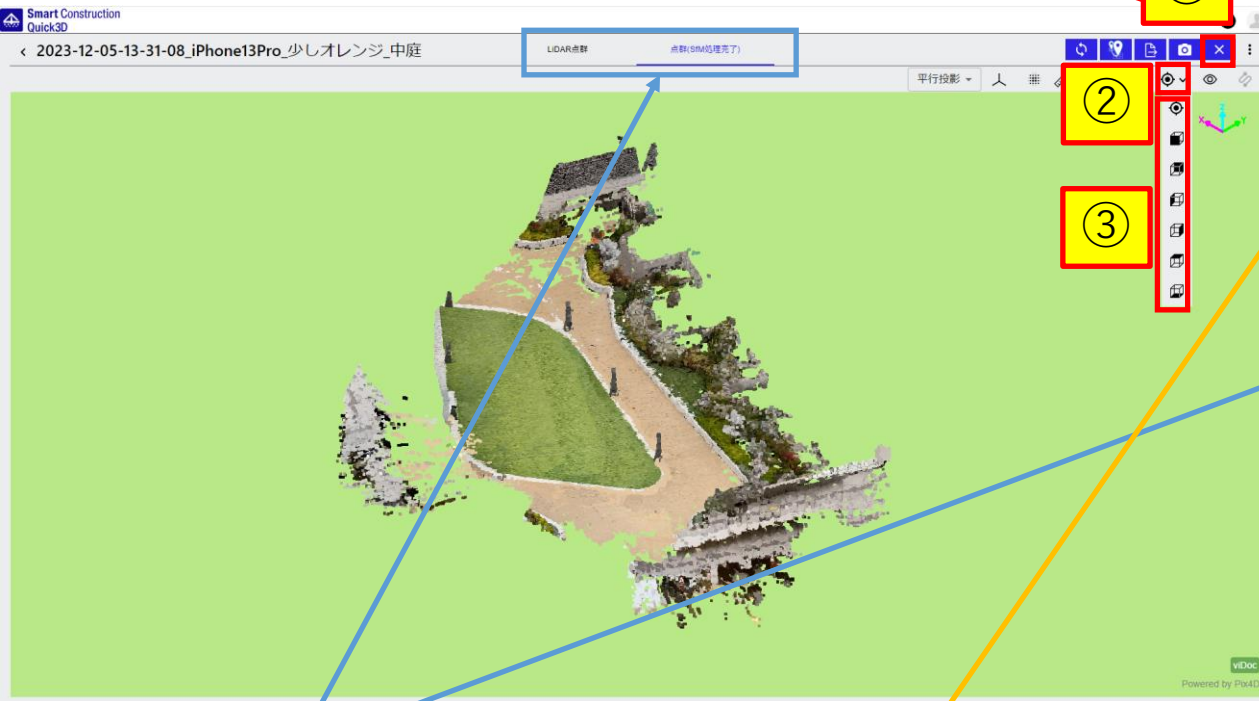 Smart Construction
Quick3D
‹ 2023-12-05-13-31-08_iPhone13Pro_少しオレンジ_中庭
LiDAR点群
点群(SfM処理完了)
平行投影
②
③
X
Z
Y
viDoc
Powered by Pix4D